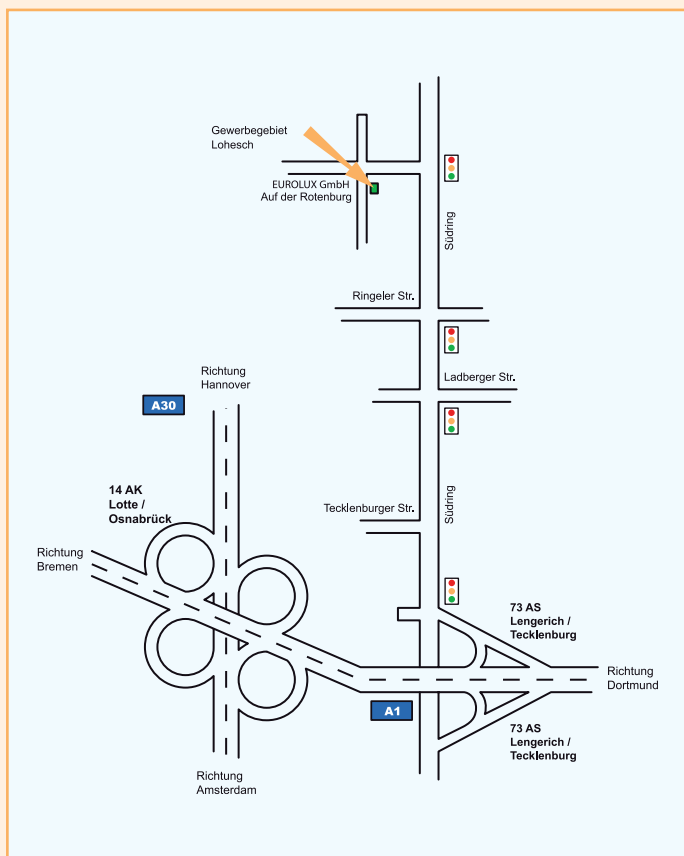 Gewerbegebiet
Lohesch
EUROLUX GmbH
Auf der Rotenburg
Südring
Ringeler Str.
Richtung
Hannover
Ladberger Str.
A30
14 AK
Lotte /
Osnabrück
Tecklenburger Str.
Südring
Richtung
Bremen
73 AS
Lengerich /
Tecklenburg
Richtung
Dortmund
A1
73 AS
Lengerich /
Tecklenburg
Richtung
Amsterdam